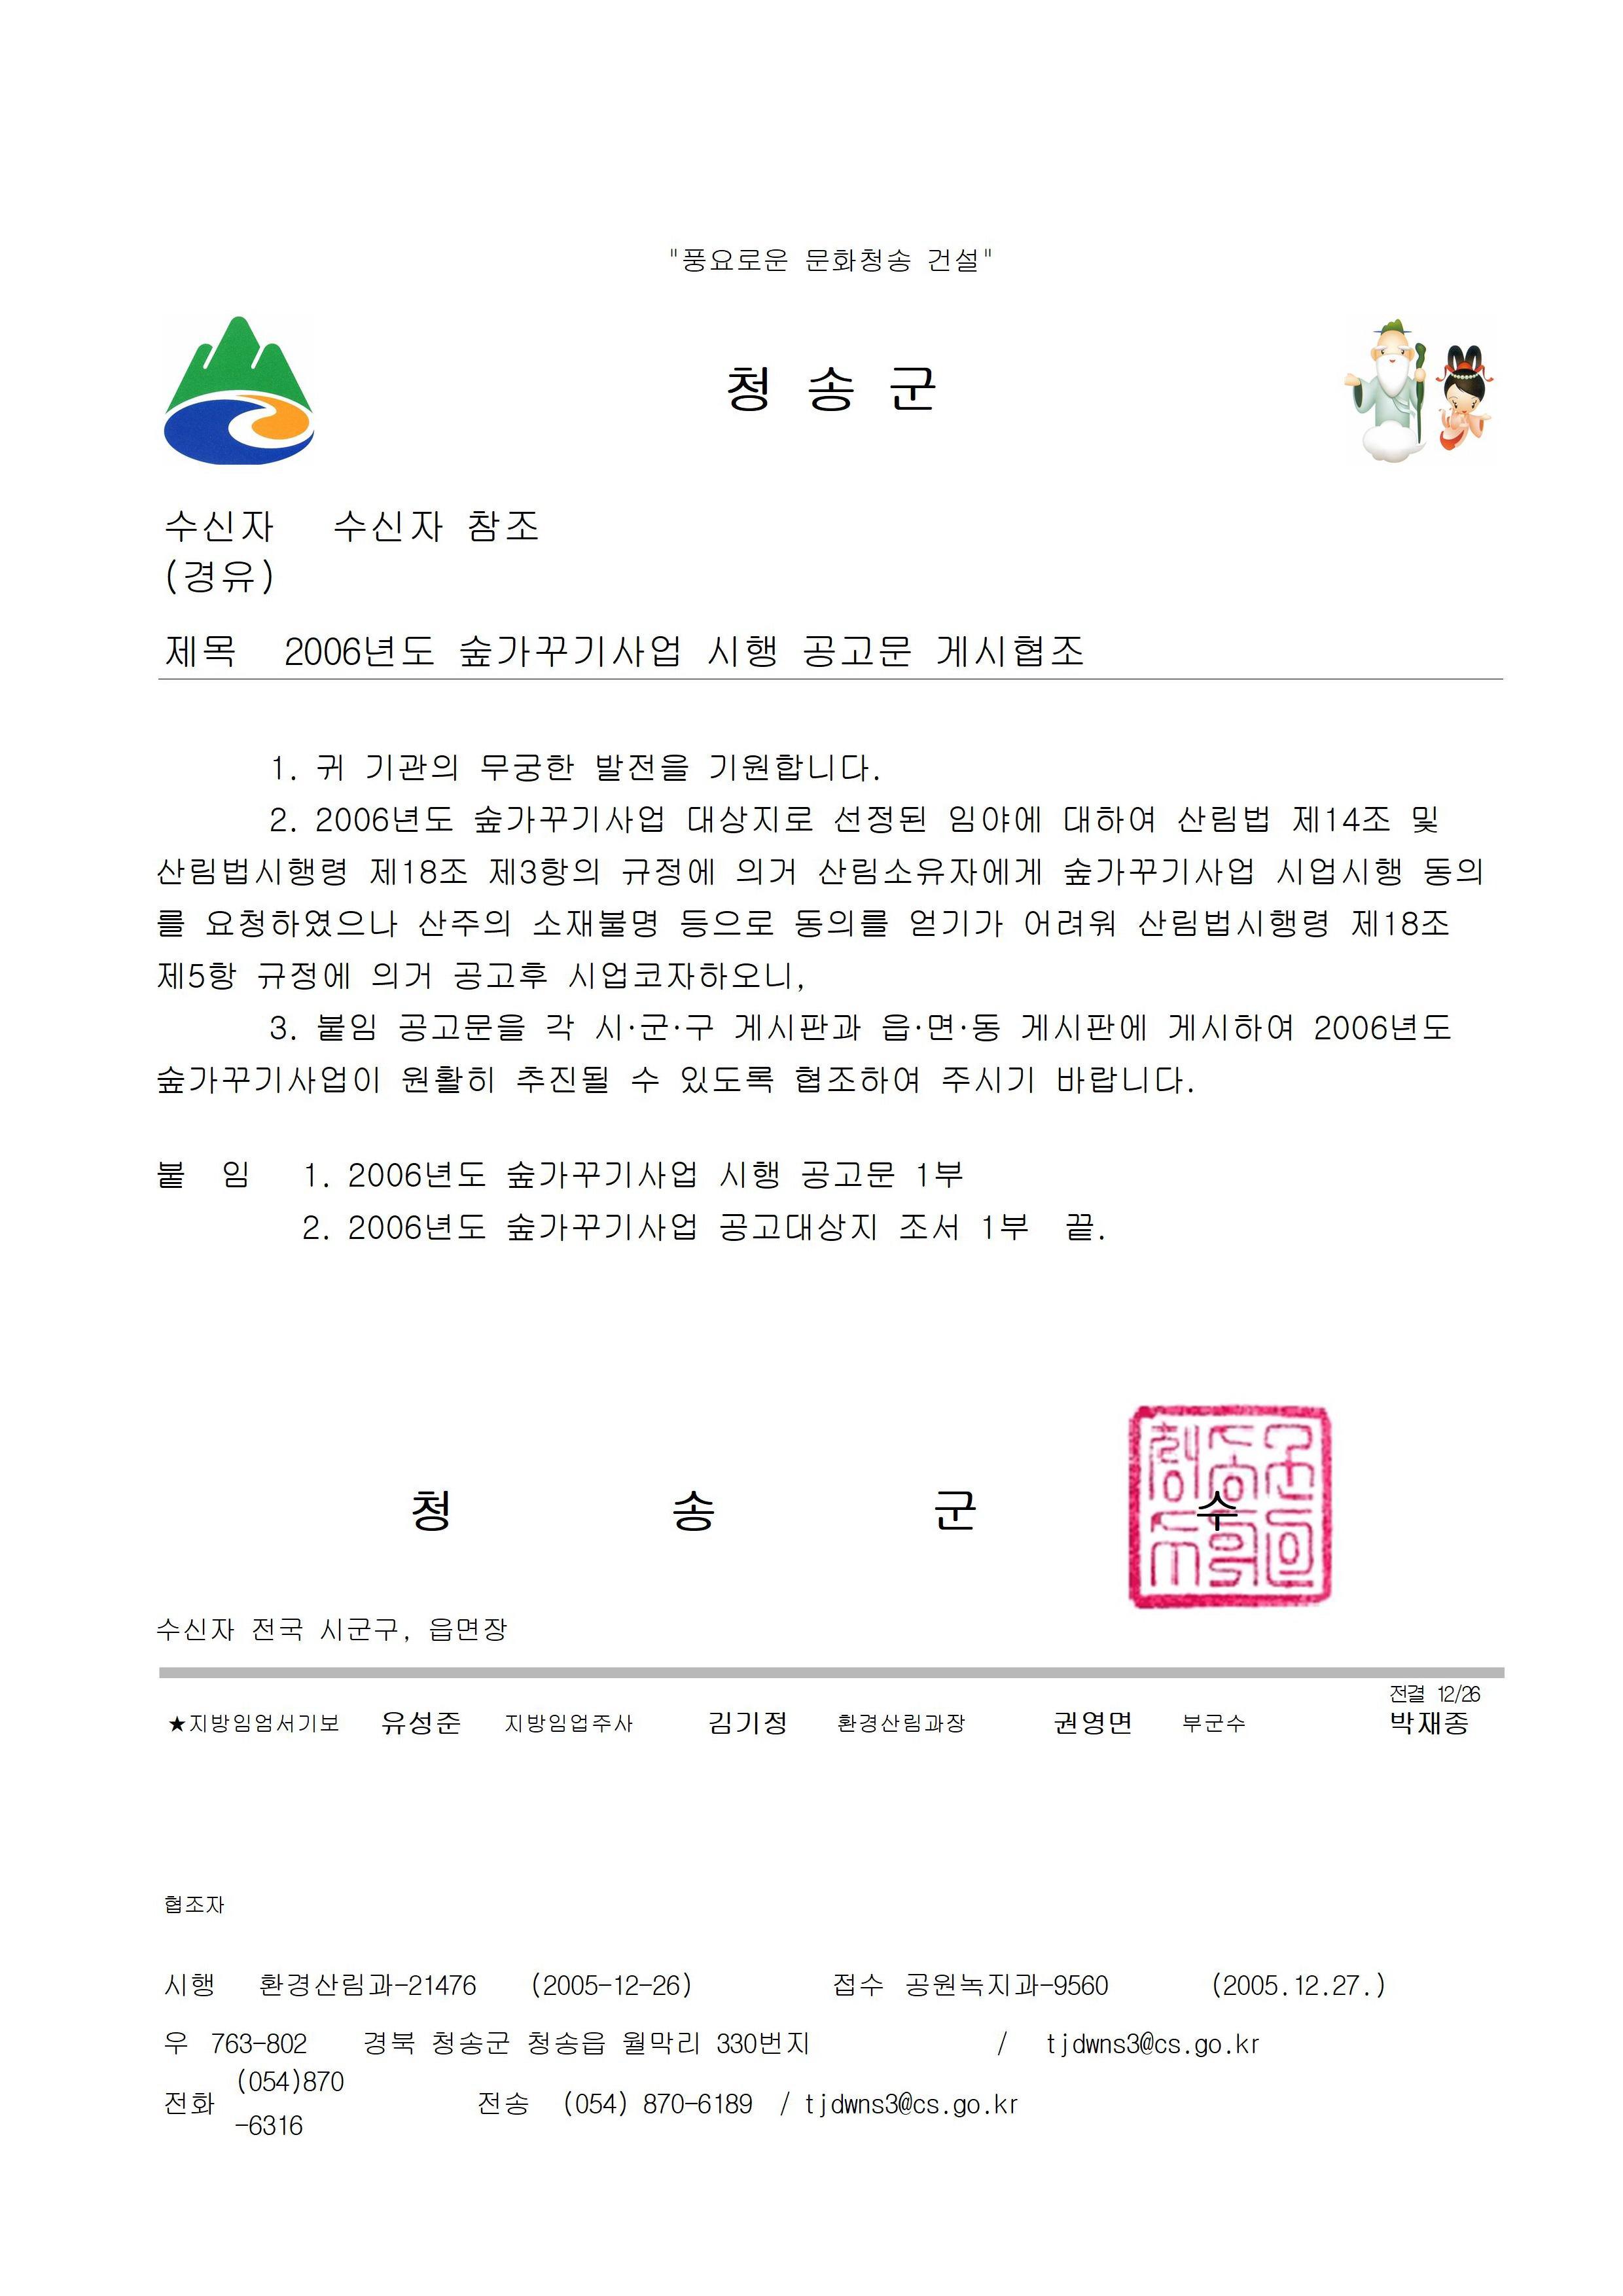 "풍요로운 문화청송 건설"
청 송 군
수신자 수신자 참조
(경유)
제목 2006년도 숲가꾸기사업 시행 공고문 게시협조
1. 귀 기관의 무궁한 발전을 기원합니다.
2. 2006년도 숲가꾸기사업 대상지로 선정된 임야에 대하여 산림법 제14조 및
산림법시행령 제18조 제3항의 규정에 의거 산림소유자에게 숲가꾸기사업 시업시행 동의
를 요청하였으나 산주의 소재불명 등으로 동의를 얻기가 어려워 산림법시행령 제18조
제5항 규정에 의거 공고후 시업코자하오니,
3. 붙임 공고문을 각 시·군·구 게시판과 읍·면·동 게시판에 게시하여 2006년도
숲가꾸기사업이 원활히 추진될 수 있도록 협조하여 주시기 바랍니다.
붙 임 1. 2006년도 숲가꾸기사업 시행 공고문 1부
2. 2006년도 숲가꾸기사업 공고대상지 조서 1부 끝.
청 송 군 수
수신자 전국 시군구, 읍면장
전결 12/26
★지방임엄서기보 유성준 지방임업주사 김기정 환경산림과장 권영면 부군수 박재종
협조자
시행 환경산림과-21476 (2005-12-26) 접수 공원녹지과-9560 (2005.12.27.)
우 763-802 경북 청송군 청송읍 월막리 330번지 / tjdwns3@cs.go.kr
(054)870
전화 전송 (054) 870-6189 / tjdwns3@cs.go.kr
-6316